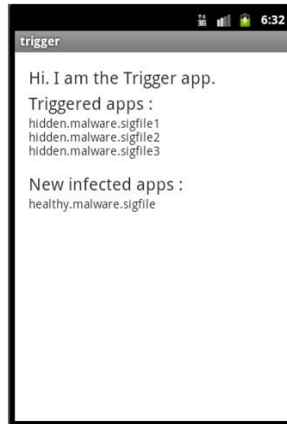 3G
6:32
trigger
Hi. I am the Trigger app.
Triggered apps :
hidden.malware.sigfile1
hidden.malware.sigfile2
hidden.malware.sigfile3
New infected apps :
healthy.malware.sigfile